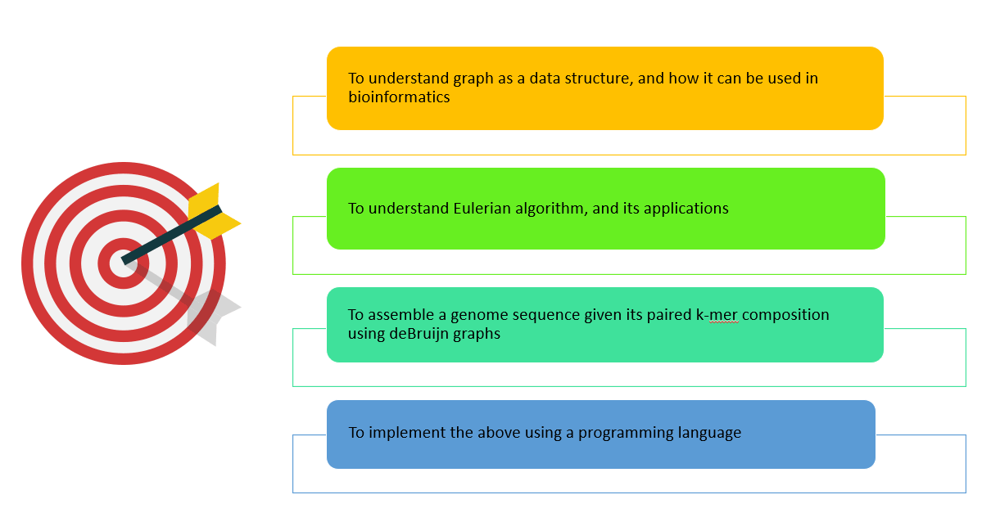 To understand graph as a data structure, and how it can be used in
bioinformatics
To understand Eulerian algorithm, and its applications
To assemble a genome sequence given its paired k-mer composition
using deBruijn graphs
To implement the above using a programming language